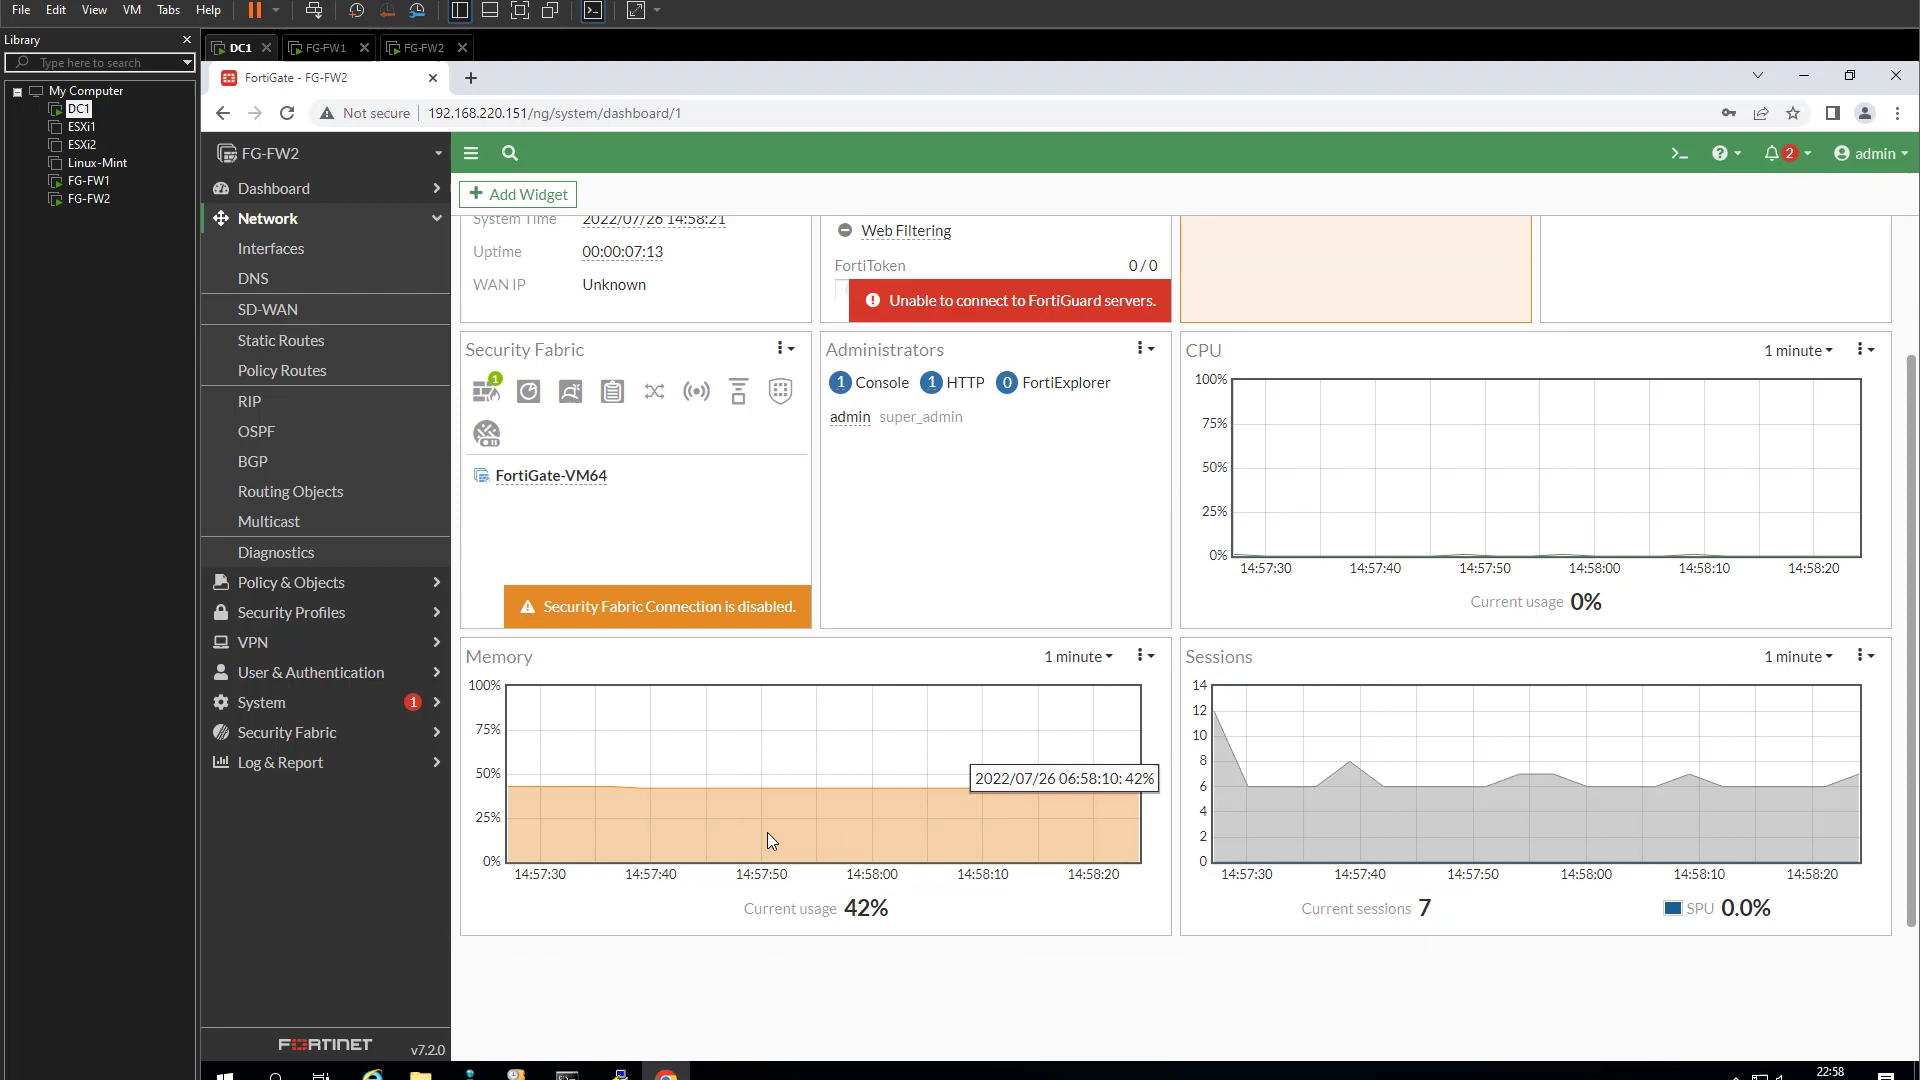 File Edit View VM Tabs Help
Library
Type here to search
My Computer
DC1
ESXi1
ESXi2
Linux-Mint
FG-FW1
FG-FW2
DC1 FG-FW1 FG-FW2
FortiGate - FG-FW2
Not secure 192.168.220.151/ng/system/dashboard/1
FG-FW2
2 admin
Dashboard
Network
Interfaces
DNS
SD-WAN
Static Routes
Policy Routes
RIP
OSPF
BGP
Routing Objects
Multicast
Diagnostics
Policy & Objects
Security Profiles
VPN
User & Authentication
System 1
Security Fabric
Log & Report
FORTINET v7.2.0
Add Widget
System Time 2022/07/26 14:58:21
Uptime 00:00:07:13
WAN IP Unknown
Web Filtering
FortiToken 0 / 0
Unable to connect to FortiGuard servers.
Security Fabric
1
FortiGate-VM64
Security Fabric Connection is disabled.
Administrators
1 Console 1 HTTP 0 FortiExplorer
admin super_admin
CPU 1 minute
100%
75%
50%
25%
0%
14:57:30 14:57:40 14:57:50 14:58:00 14:58:10 14:58:20
Current usage 0%
Memory 1 minute
100%
75%
50%
25%
0%
2022/07/26 06:58:10: 42%
14:57:30 14:57:40 14:57:50 14:58:00 14:58:10 14:58:20
Current usage 42%
Sessions 1 minute
14
12
10
8
6
4
2
0
14:57:30 14:57:40 14:57:50 14:58:00 14:58:10 14:58:20
Current sessions 7 SPU 0.0%
22:58